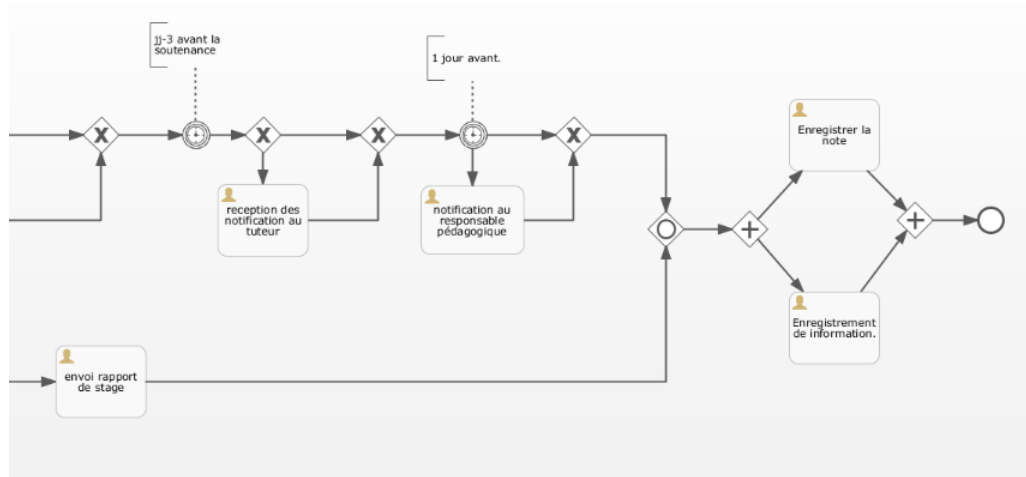 jj-3 avant la
soutenance
1 jour avant.
Enregistrer la
note
reception des
notification au
tuteur
notification au
responsable
pédagogique
Enregistrement
de information.
envoi rapport
de stage